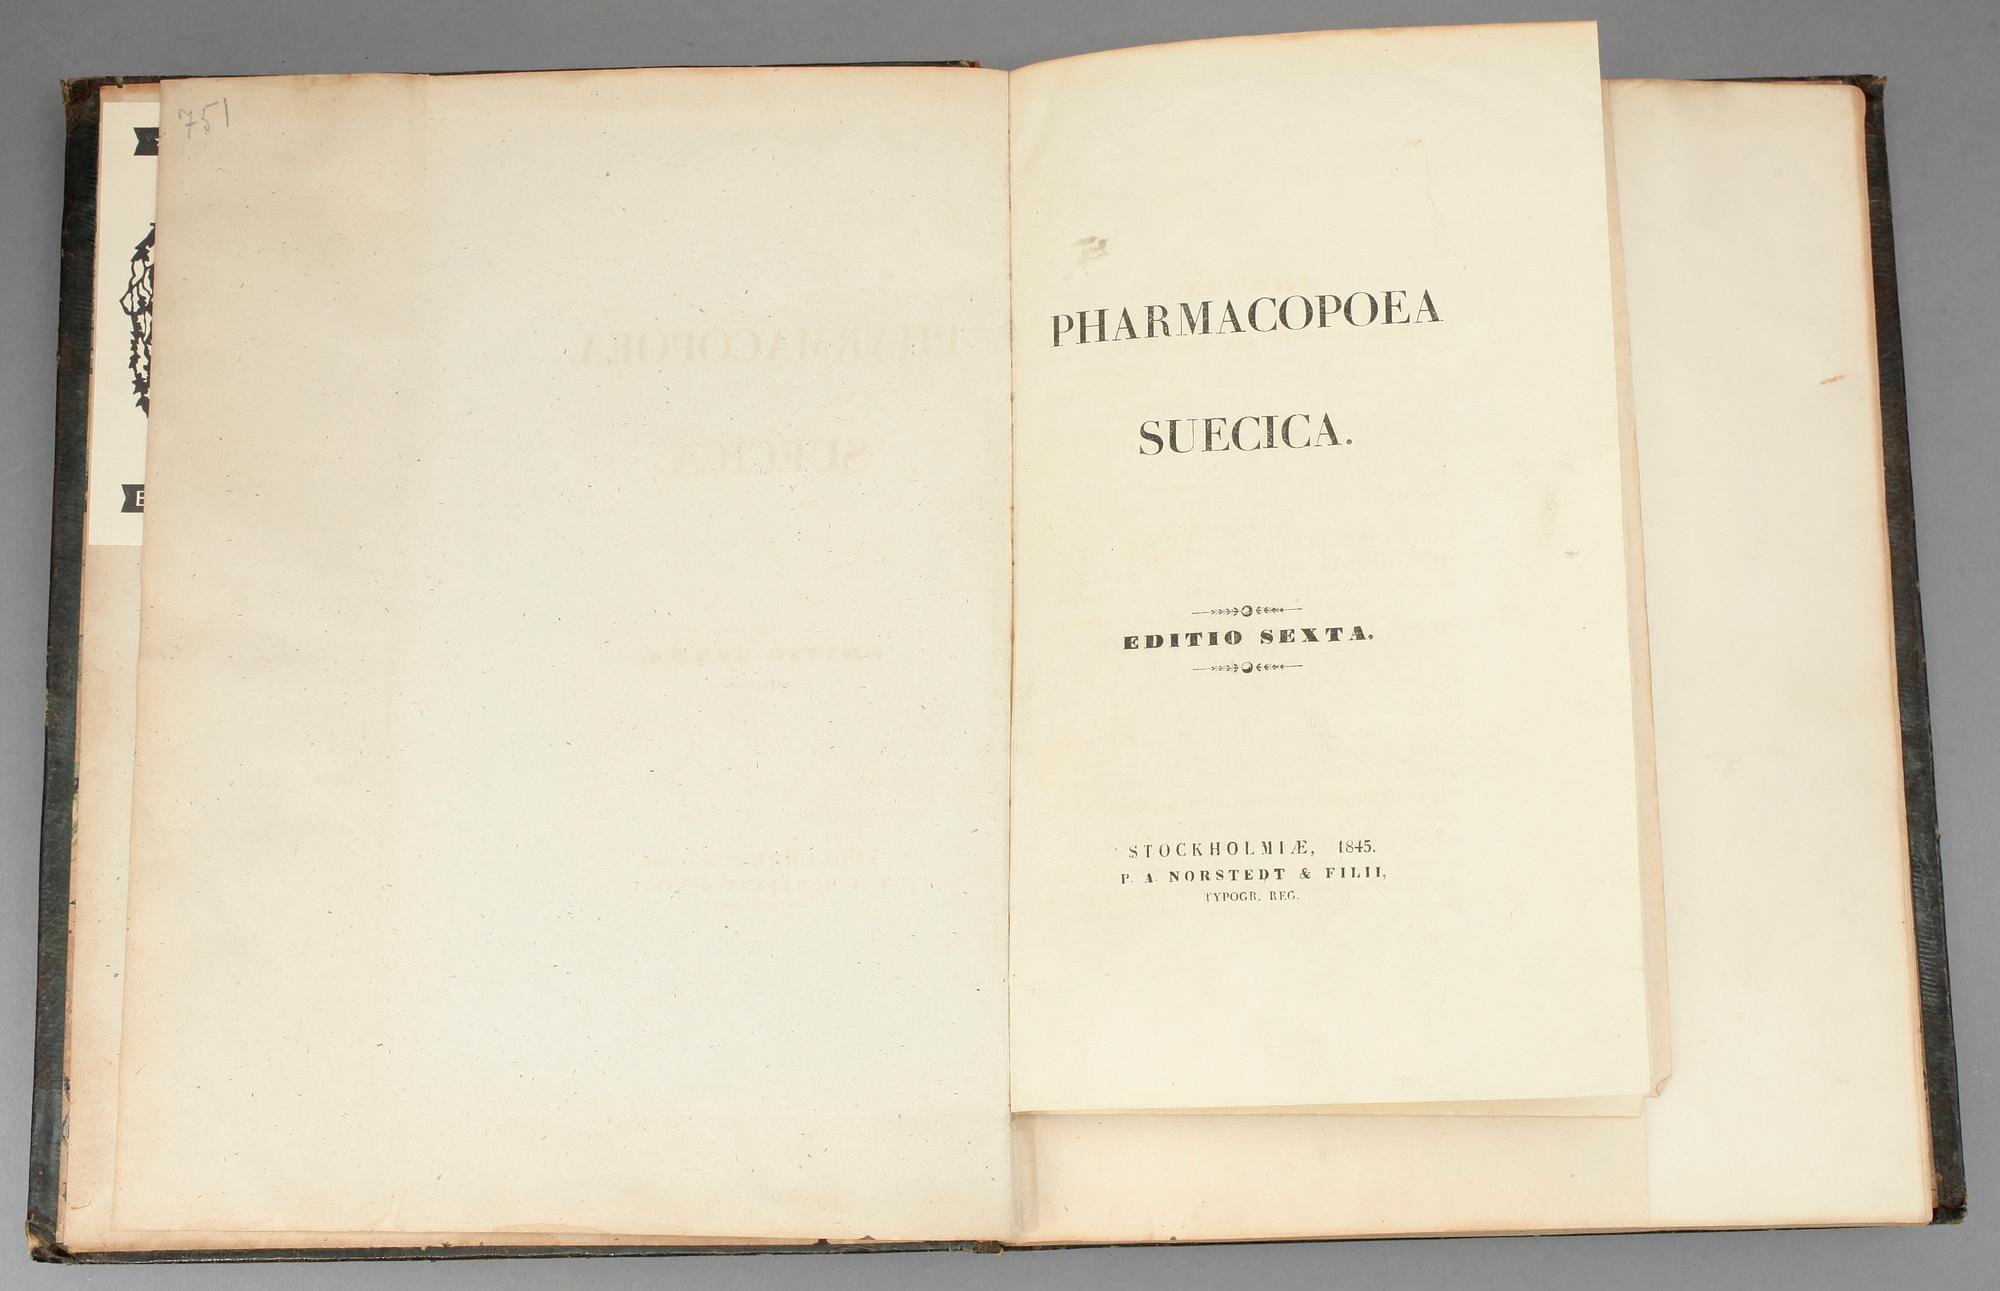 751
PHARMACOPOEA
SUECICA.
EDITIO SEXTA.
STOCKHOLMIÆ, 1845.
P. A. NORSTEDT & FILII,
TYPOGR. REG.